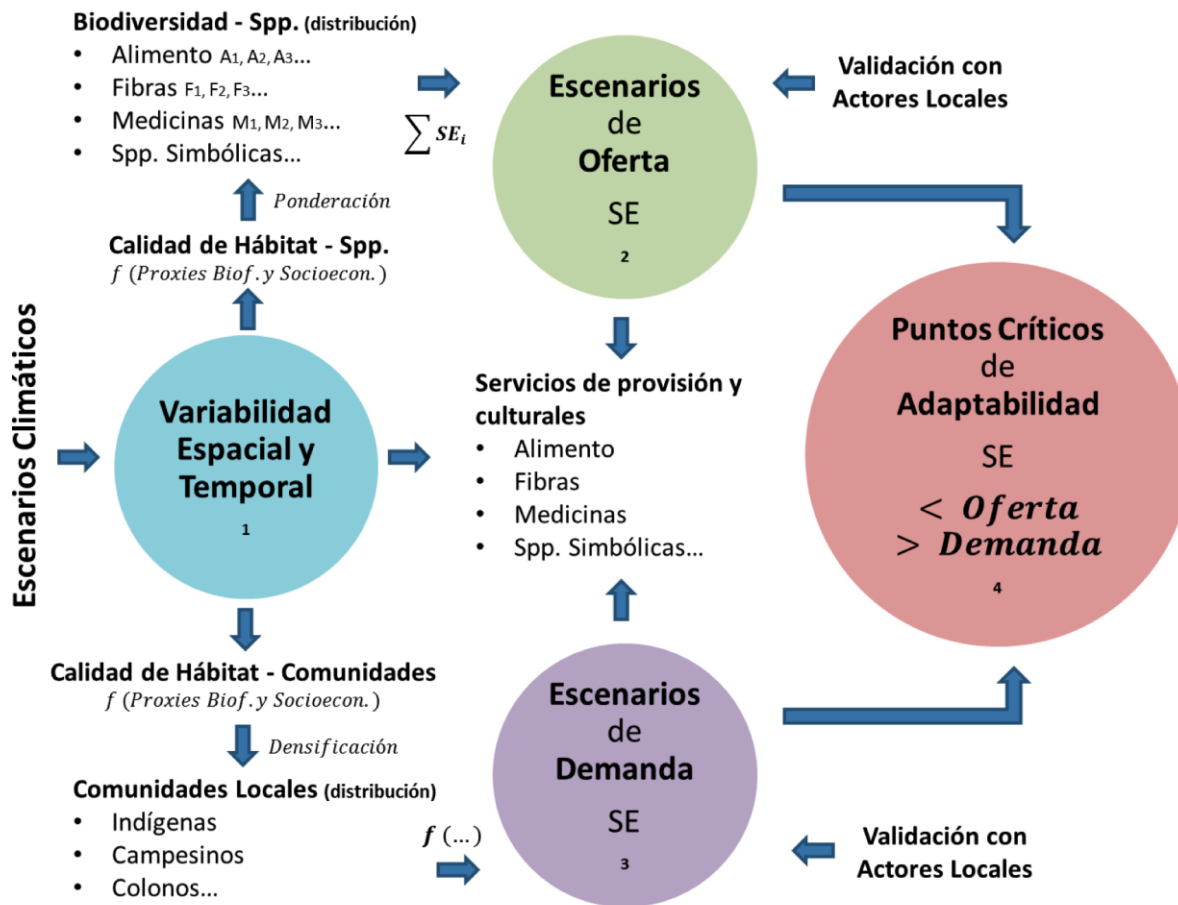 Biodiversidad - Spp. (distribución)
• Alimento A1, A2, A3...
• Fibras F1, F2, F3...
• Medicinas M1, M2, M3...
• Spp. Simbólicas...
∑ SEi
Escenarios
de
Oferta
SE
2
Validación con
Actores Locales
Ponderación
Calidad de Hábitat - Spp.
f (Proxies Biof. y Socioecon.)
Escenarios Climáticos
Variabilidad
Espacial y
Temporal
1
Servicios de provisión y
culturales
• Alimento
• Fibras
• Medicinas
• Spp. Simbólicas...
Puntos Críticos
de
Adaptabilidad
SE
< Oferta
> Demanda
4
Calidad de Hábitat - Comunidades
f (Proxies Biof. y Socioecon.)
Densificación
Comunidades Locales (distribución)
• Indígenas
• Campesinos
• Colonos...
f (...)
Escenarios
de
Demanda
SE
3
Validación con
Actores Locales